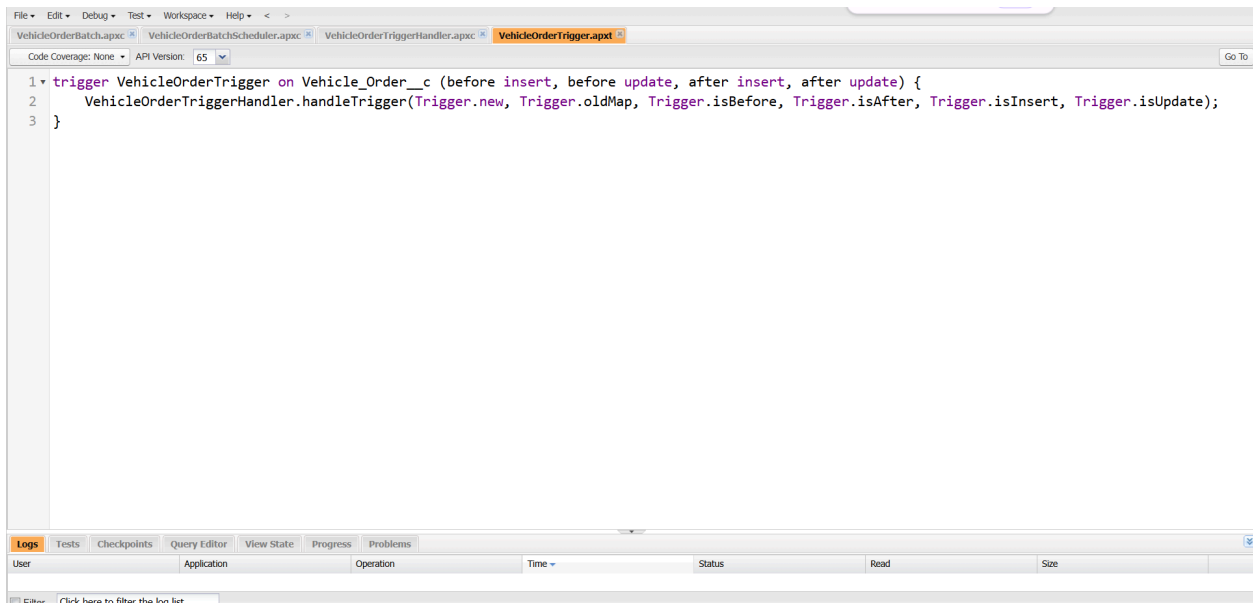 File Edit Debug Test Workspace Help < >
VehicleOrderBatch.apxc VehicleOrderBatchScheduler.apxc VehicleOrderTriggerHandler.apxc VehicleOrderTrigger.apxt
Code Coverage: None API Version: 65 Go To
1 trigger VehicleOrderTrigger on Vehicle_Order__c (before insert, before update, after insert, after update) {
2 VehicleOrderTriggerHandler.handleTrigger(Trigger.new, Trigger.oldMap, Trigger.isBefore, Trigger.isAfter, Trigger.isInsert, Trigger.isUpdate);
3 }
Logs Tests Checkpoints Query Editor View State Progress Problems
User Application Operation Time Status Read Size
Filter Click here to filter the log list